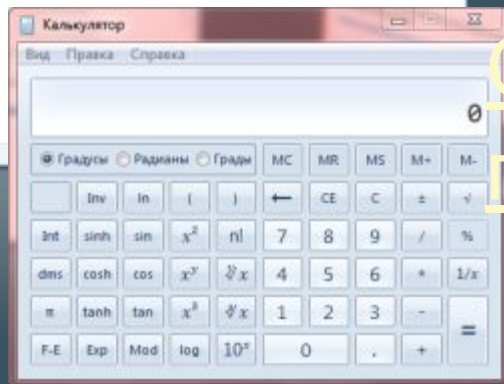 Калькулятор
Вид Правка Справка
0
Градусы Радианы Грады MC MR MS M+ M-
Inv ln ( ) ← CE C ± √
Int sinh sin x² n! 7 8 9 / %
dms cosh cos xʸ ʸ√x 4 5 6 * 1/x
π tanh tan x³ ³√x 1 2 3 - =
F-E Exp Mod log 10ˣ 0 , +